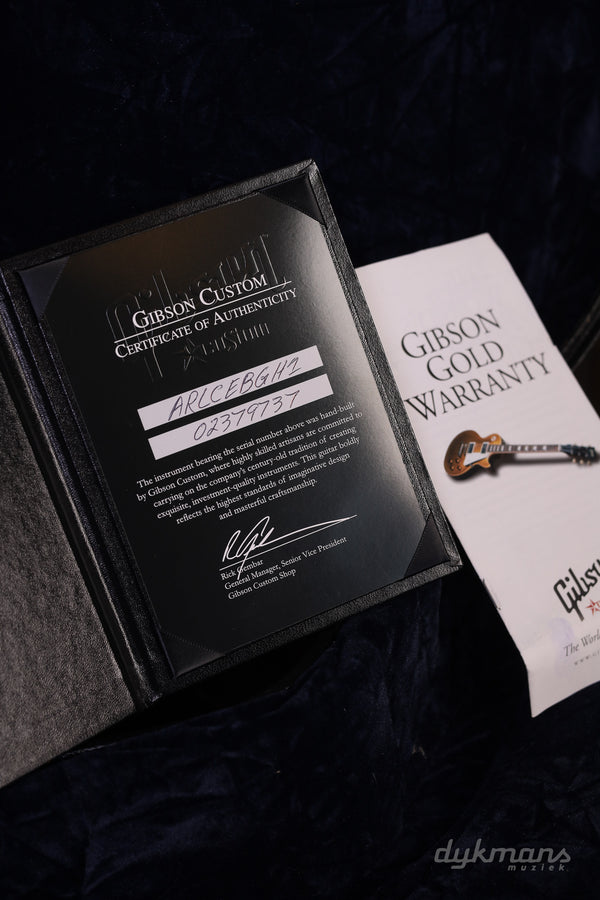 GIBSON CUSTOM
CERTIFICATE OF AUTHENTICITY
Custom
ARLCEBGH1
02379737
The instrument bearing the serial number above was hand-built
by Gibson Custom, where highly skilled artisans are committed to
carrying on the company's century-old tradition of creating
exquisite, investment-quality instruments. This guitar boldly
reflects the highest standards of imaginative design
and masterful craftsmanship.
Rick Gembar
General Manager, Senior Vice President
Gibson Custom Shop
GIBSON
GOLD
WARRANTY
Gibson
The World
dykmans
muziek